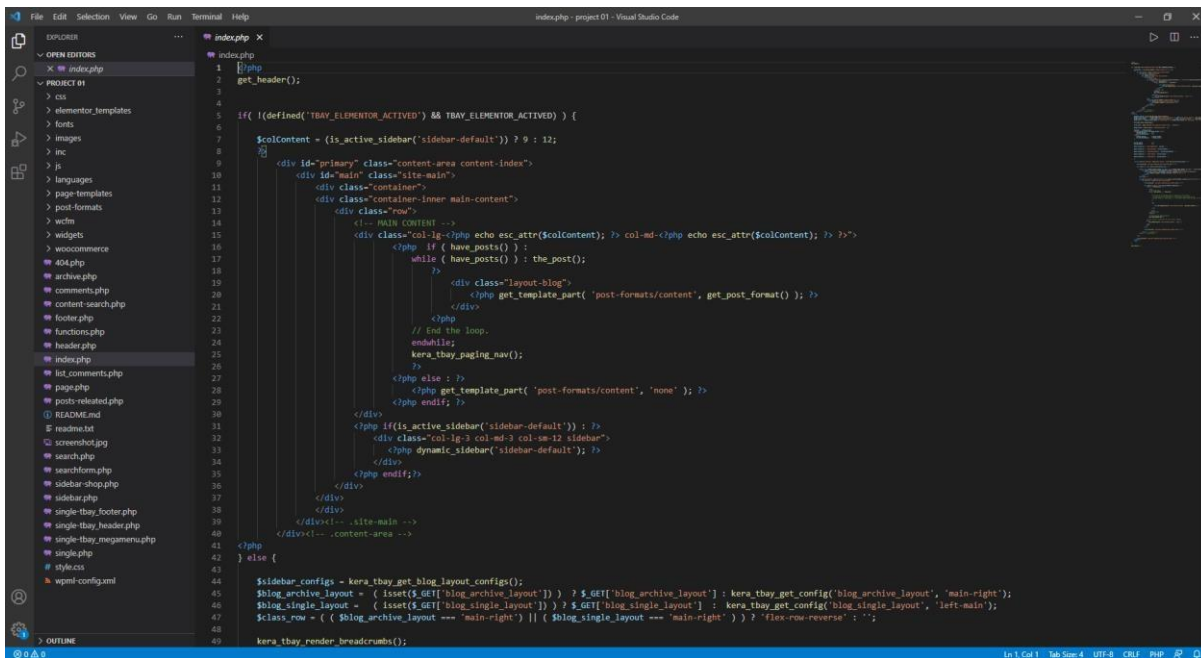 File Edit Selection View Go Run Terminal Help
index.php - project 01 - Visual Studio Code
EXPLORER
OPEN EDITORS
index.php
PROJECT 01
css
elementor_templates
fonts
images
inc
js
languages
page-templates
post-formats
wcfm
widgets
woocommerce
404.php
archive.php
comments.php
content-search.php
footer.php
functions.php
header.php
index.php
list_comments.php
page.php
posts-releated.php
README.md
readme.txt
screenshot.jpg
search.php
searchform.php
sidebar-shop.php
sidebar.php
single-tbay_footer.php
single-tbay_header.php
single-tbay_megamenu.php
single.php
style.css
wpml-config.xml
OUTLINE
index.php
index.php
1 <?php
2 get_header();
3
4
5 if( !(defined('TBAY_ELEMENTOR_ACTIVED') && TBAY_ELEMENTOR_ACTIVED) ) {
6
7 $colContent = (is_active_sidebar('sidebar-default')) ? 9 : 12;
8 ?>
9 <div id="primary" class="content-area content-index">
10 <div id="main" class="site-main">
11 <div class="container">
12 <div class="container-inner main-content">
13 <div class="row">
14 <!-- MAIN CONTENT -->
15 <div class="col-lg-<?php echo esc_attr($colContent); ?> col-md-<?php echo esc_attr($colContent); ?> ?>">
16 <?php if ( have_posts() ) :
17 while ( have_posts() ) : the_post();
18 ?>
19 <div class="layout-blog">
20 <?php get_template_part( 'post-formats/content', get_post_format() ); ?>
21 </div>
22 <?php
23 // End the loop.
24 endwhile;
25 kera_tbay_paging_nav();
26 ?>
27 <?php else : ?>
28 <?php get_template_part( 'post-formats/content', 'none' ); ?>
29 <?php endif; ?>
30 </div>
31 <?php if(is_active_sidebar('sidebar-default')) : ?>
32 <div class="col-lg-3 col-md-3 col-sm-12 sidebar">
33 <?php dynamic_sidebar('sidebar-default'); ?>
34 </div>
35 <?php endif;?>
36 </div>
37 </div>
38 </div>
39 </div><!-- .site-main -->
40 </div><!-- .content-area -->
41 <?php
42 } else {
43
44 $sidebar_configs = kera_tbay_get_blog_layout_configs();
45 $blog_archive_layout = ( isset($_GET['blog_archive_layout']) ) ? $_GET['blog_archive_layout'] : kera_tbay_get_config('blog_archive_layout', 'main-right');
46 $blog_single_layout = ( isset($_GET['blog_single_layout']) ) ? $_GET['blog_single_layout'] : kera_tbay_get_config('blog_single_layout', 'left-main');
47 $class_row = ( ( $blog_archive_layout === 'main-right') || ( $blog_single_layout === 'main-right' ) ) ? 'flex-row-reverse' : '';
48
49 kera_tbay_render_breadcrumbs();
0 0
Ln 1, Col 1 Tab Size: 4 UTF-8 CRLF PHP